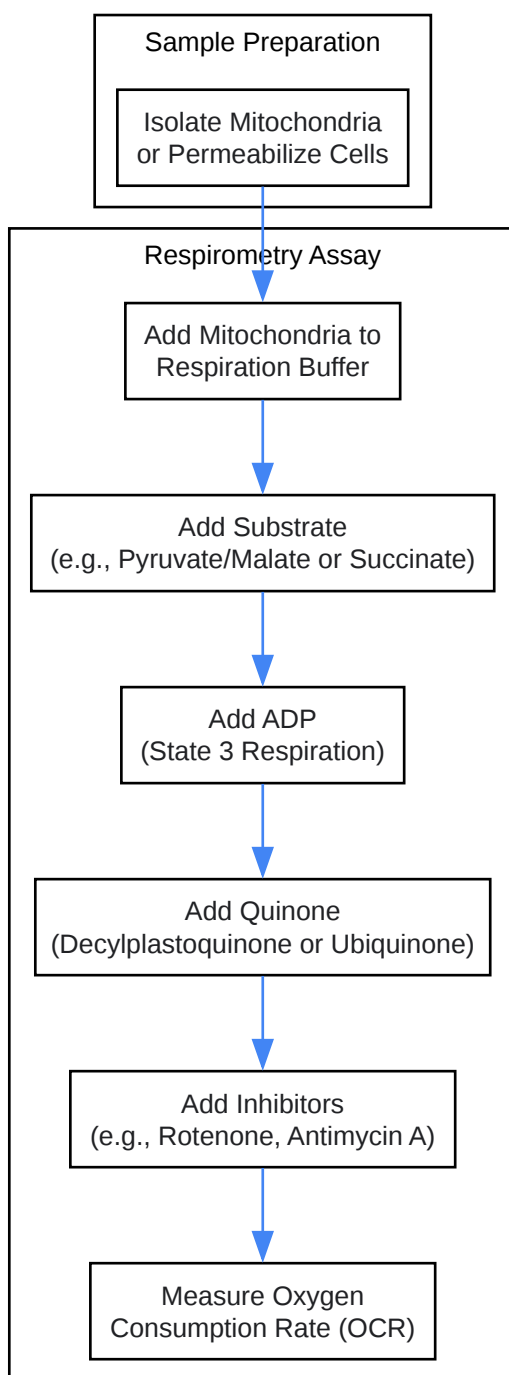 Sample Preparation
Isolate Mitochondria
or Permeabilize Cells
Respirometry Assay
Add Mitochondria to
Respiration Buffer
Add Substrate
(e.g., Pyruvate/Malate or Succinate)
Add ADP
(State 3 Respiration)
Add Quinone
(Decylplastoquinone or Ubiquinone)
Add Inhibitors
(e.g., Rotenone, Antimycin A)
Measure Oxygen
Consumption Rate (OCR)